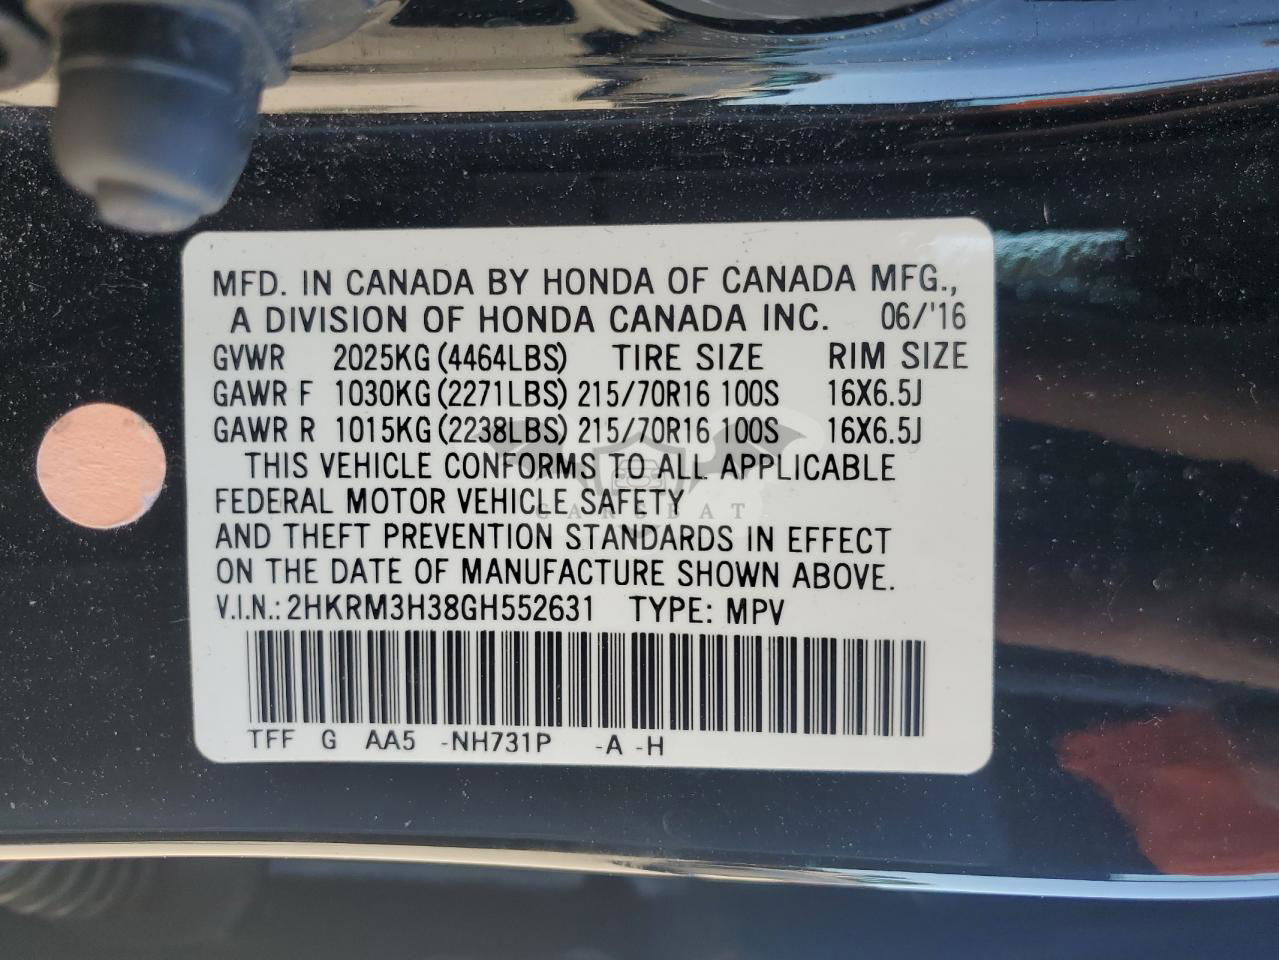 MFD. IN CANADA BY HONDA OF CANADA MFG.,
A DIVISION OF HONDA CANADA INC. 06/'16
GVWR 2025KG (4464LBS) TIRE SIZE RIM SIZE
GAWR F 1030KG (2271LBS) 215/70R16 100S 16X6.5J
GAWR R 1015KG (2238LBS) 215/70R16 100S 16X6.5J
THIS VEHICLE CONFORMS TO ALL APPLICABLE
FEDERAL MOTOR VEHICLE SAFETY
CARSBAT
AND THEFT PREVENTION STANDARDS IN EFFECT
ON THE DATE OF MANUFACTURE SHOWN ABOVE.
V.I.N.: 2HKRM3H38GH552631 TYPE: MPV
TFF G AA5 -NH731P -A -H